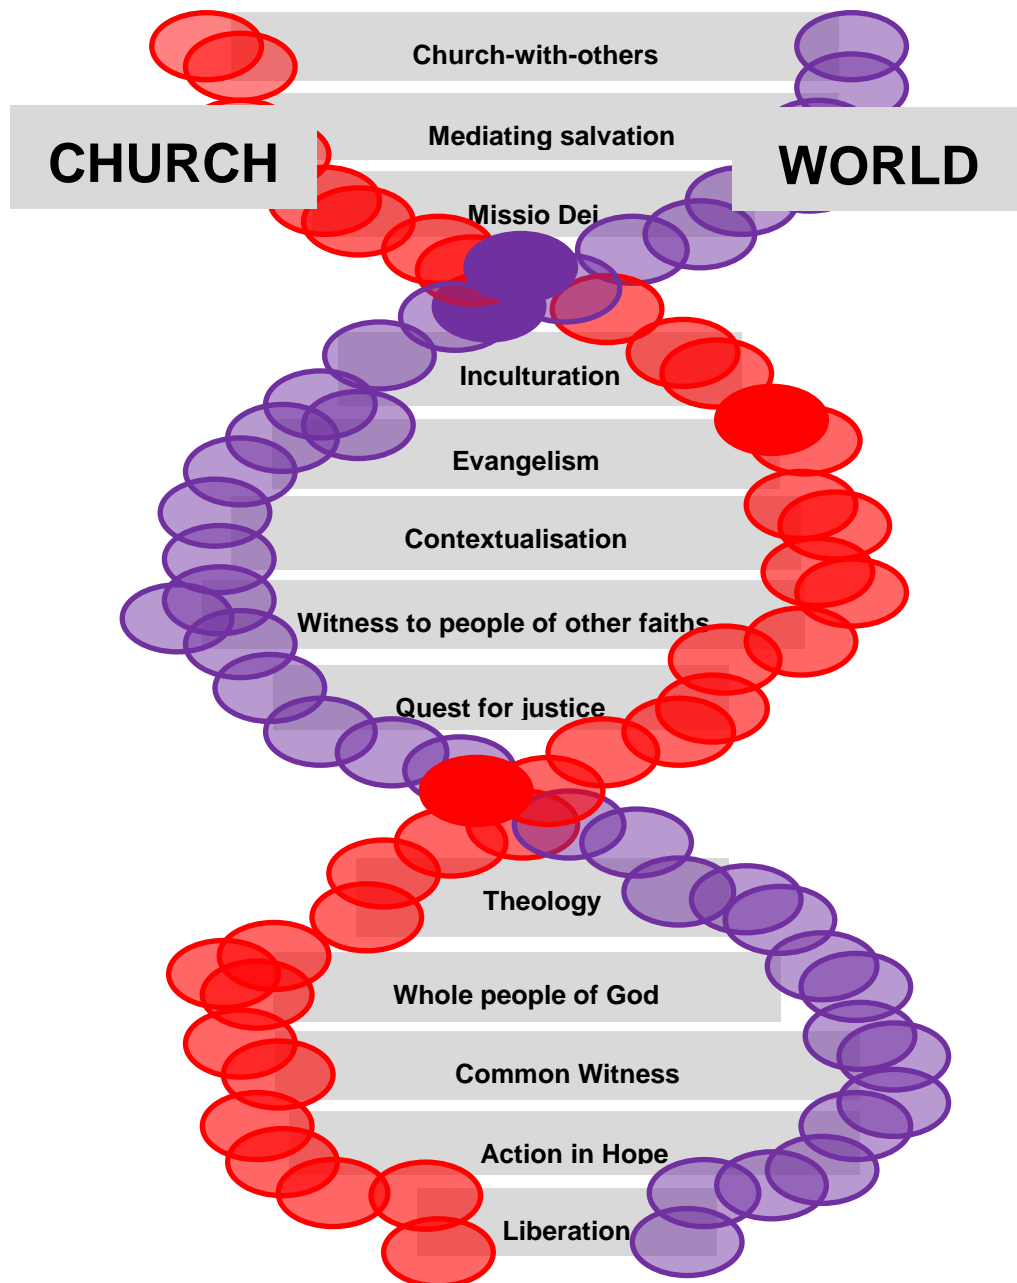 Church-with-others
Mediating salvation
CHURCH
WORLD
Missio Dei
Inculturation
Evangelism
Contextualisation
Witness to people of other faiths
Quest for justice
Theology
Whole people of God
Common Witness
Action in Hope
Liberation